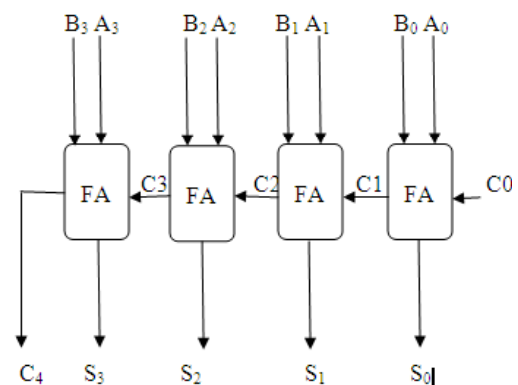 B₃ A₃ B₂ A₂ B₁ A₁ B₀ A₀
FA C3 FA C2 FA C1 FA C0
C₄ S₃ S₂ S₁ S₀